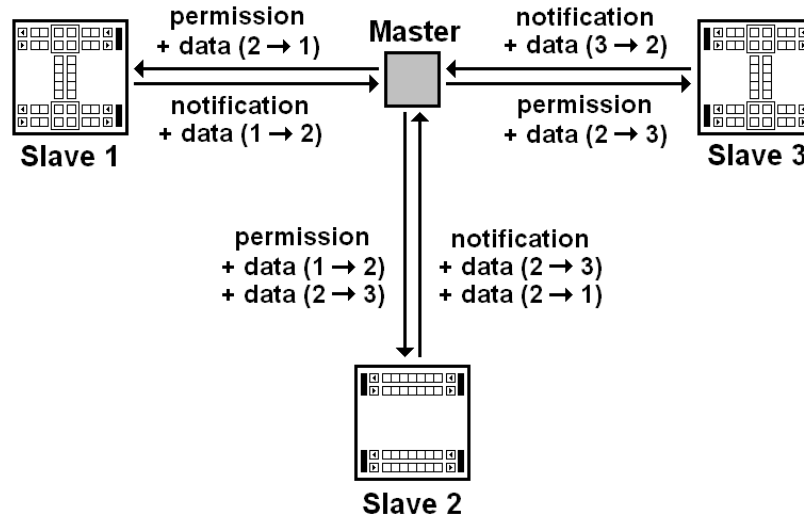 permission
+ data (2 → 1)
Master
notification
+ data (3 → 2)
notification
+ data (1 → 2)
permission
+ data (2 → 3)
Slave 1
Slave 3
permission
+ data (1 → 2)
+ data (2 → 3)
notification
+ data (2 → 3)
+ data (2 → 1)
Slave 2